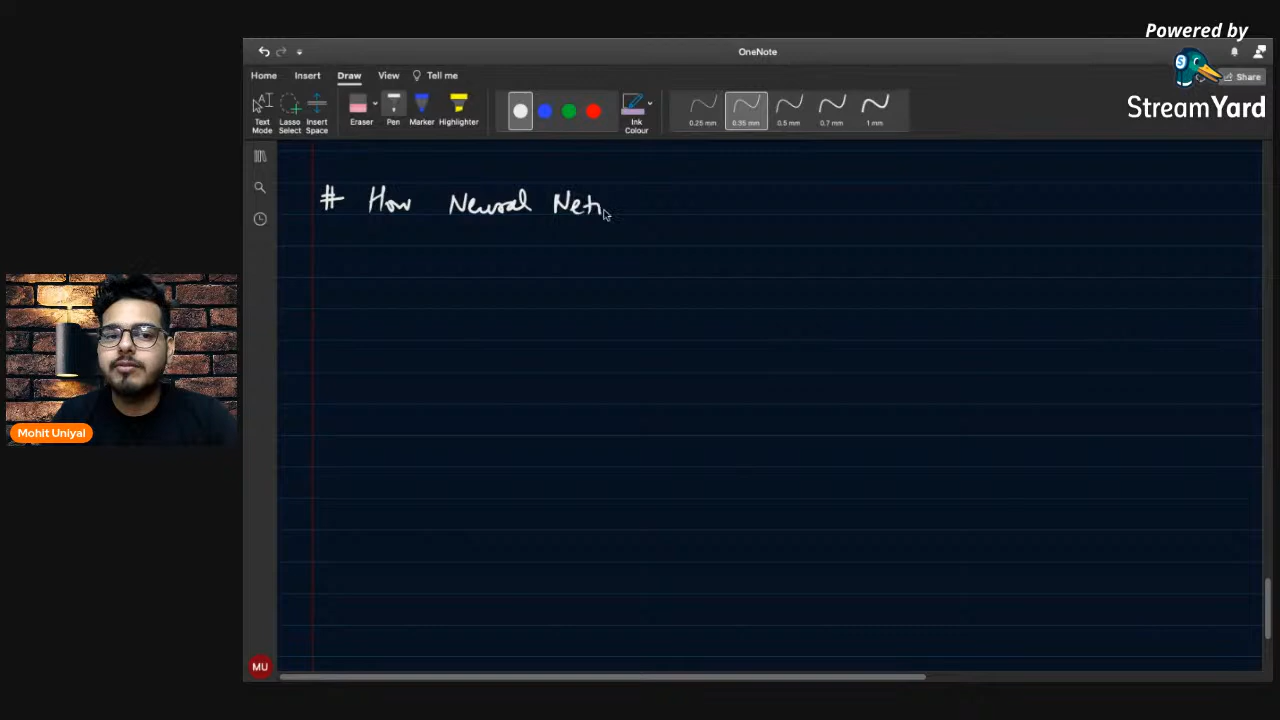 Powered by
StreamYard
OneNote
Share
Home Insert Draw View Tell me
Text Mode
Lasso Select
Insert Space
Eraser
Pen
Marker
Highlighter
Ink Colour
0.25 mm
0.35 mm
0.5 mm
0.7 mm
1 mm
# How Neural Net
Mohit Uniyal
MU